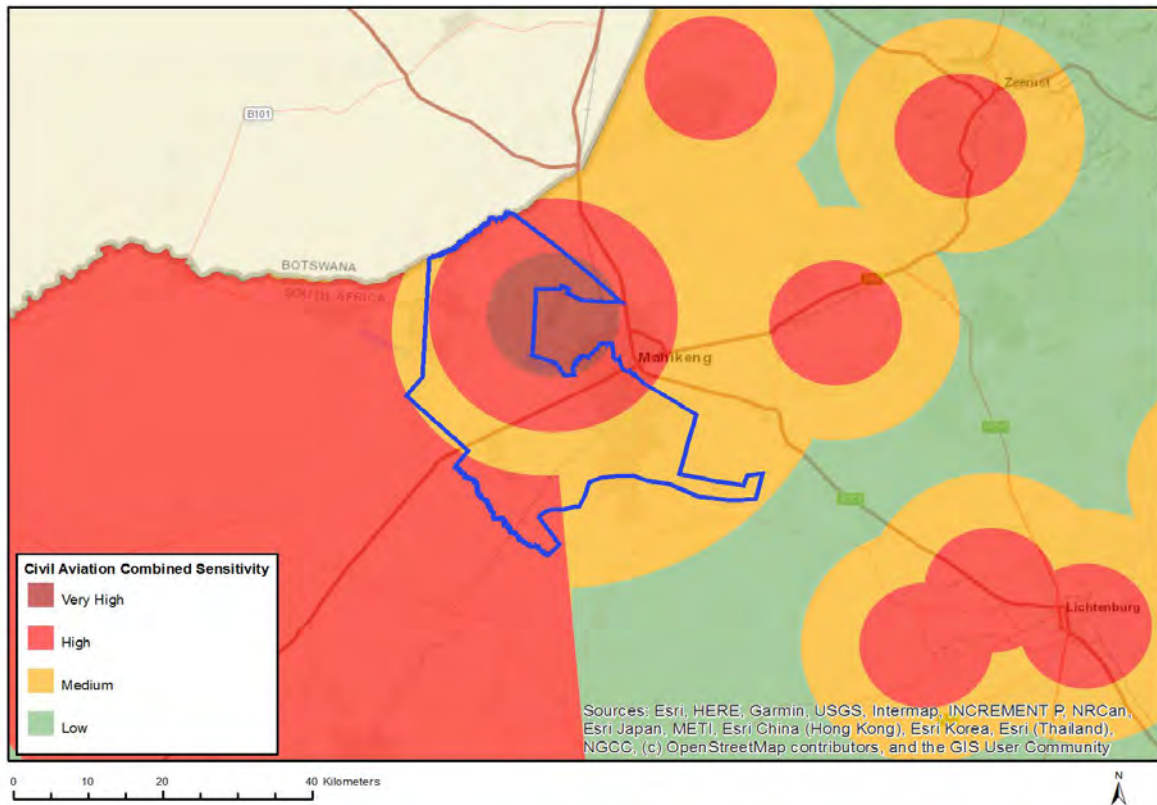 Zeerust
B101
BOTSWANA
SOUTH AFRICA
Mahikeng
Lichtenburg
Civil Aviation Combined Sensitivity
Very High
High
Medium
Low
Sources: Esri, HERE, Garmin, USGS, Intermap, INCREMENT P, NRCan,
Esri Japan, METI, Esri China (Hong Kong), Esri Korea, Esri (Thailand),
NGCC, (c) OpenStreetMap contributors, and the GIS User Community
0 10 20 40 Kilometers
N